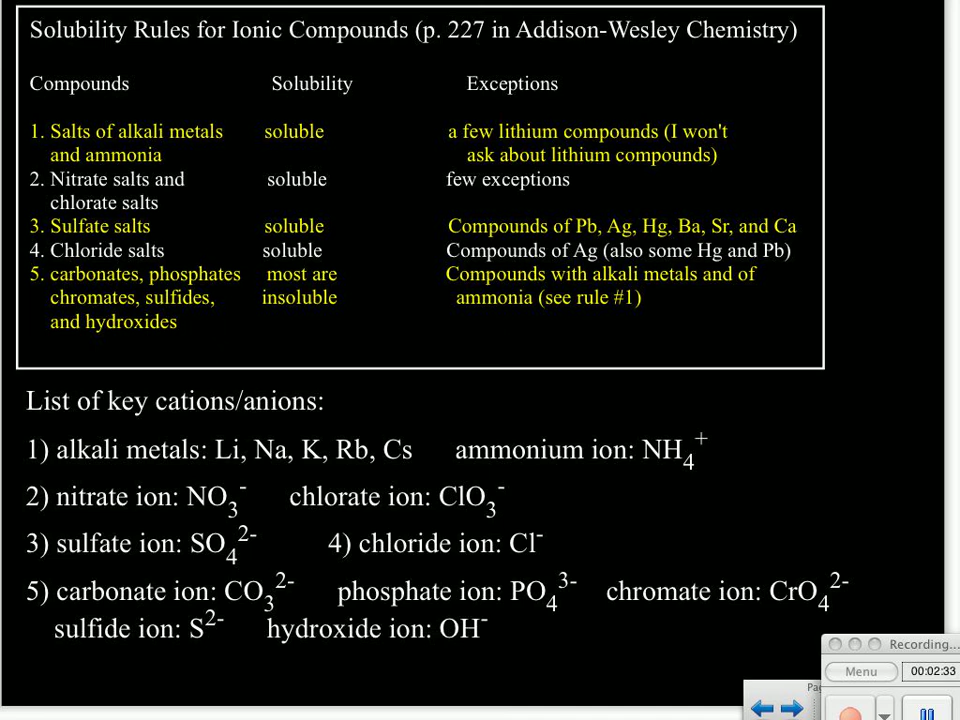 Solubility Rules for Ionic Compounds (p. 227 in Addison-Wesley Chemistry)
Compounds Solubility Exceptions
1. Salts of alkali metals soluble a few lithium compounds (I won't
and ammonia ask about lithium compounds)
2. Nitrate salts and soluble few exceptions
chlorate salts
3. Sulfate salts soluble Compounds of Pb, Ag, Hg, Ba, Sr, and Ca
4. Chloride salts soluble Compounds of Ag (also some Hg and Pb)
5. carbonates, phosphates most are Compounds with alkali metals and of
chromates, sulfides, insoluble ammonia (see rule #1)
and hydroxides
List of key cations/anions:
1) alkali metals: Li, Na, K, Rb, Cs ammonium ion: NH₄⁺
2) nitrate ion: NO₃⁻ chlorate ion: ClO₃⁻
3) sulfate ion: SO₄²⁻ 4) chloride ion: Cl⁻
5) carbonate ion: CO₃²⁻ phosphate ion: PO₄³⁻ chromate ion: CrO₄²⁻
sulfide ion: S²⁻ hydroxide ion: OH⁻
Recording...
Menu 00:02:33